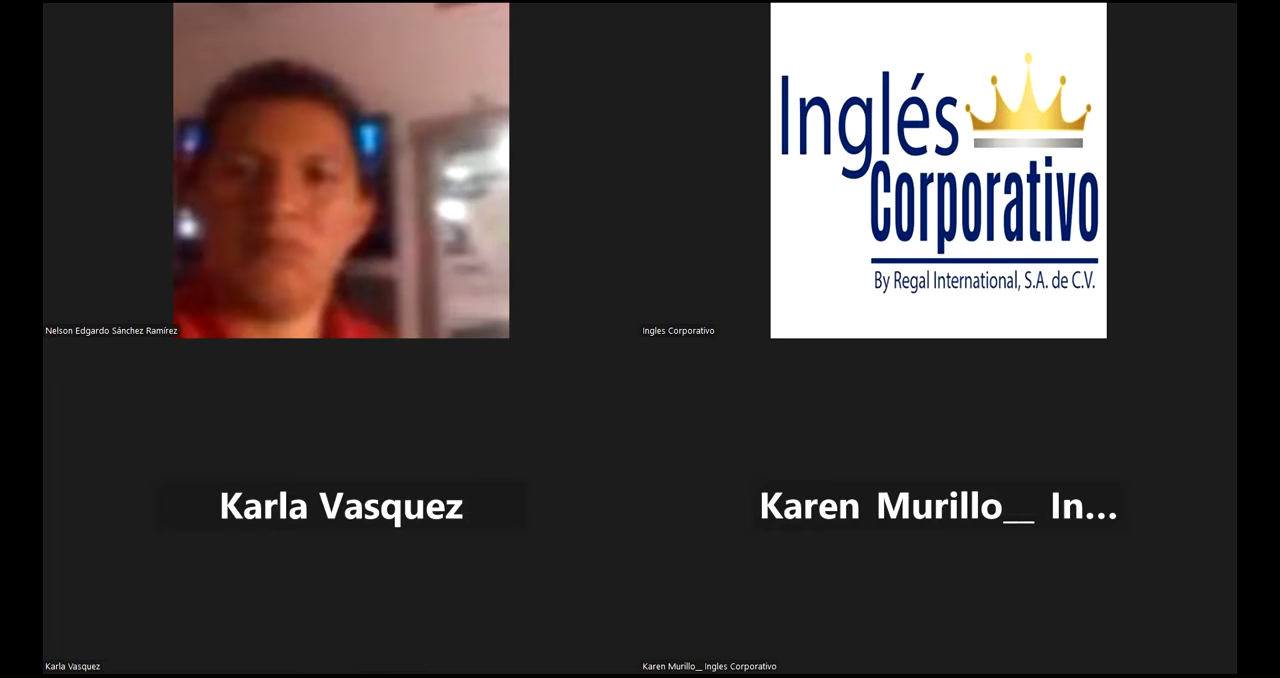 Inglés
Corporativo
By Regal International, S.A. de C.V.
Nelson Edgardo Sánchez Ramírez
Ingles Corporativo
Karla Vasquez
Karen Murillo__ In...
Karla Vasquez
Karen Murillo__ Ingles Corporativo